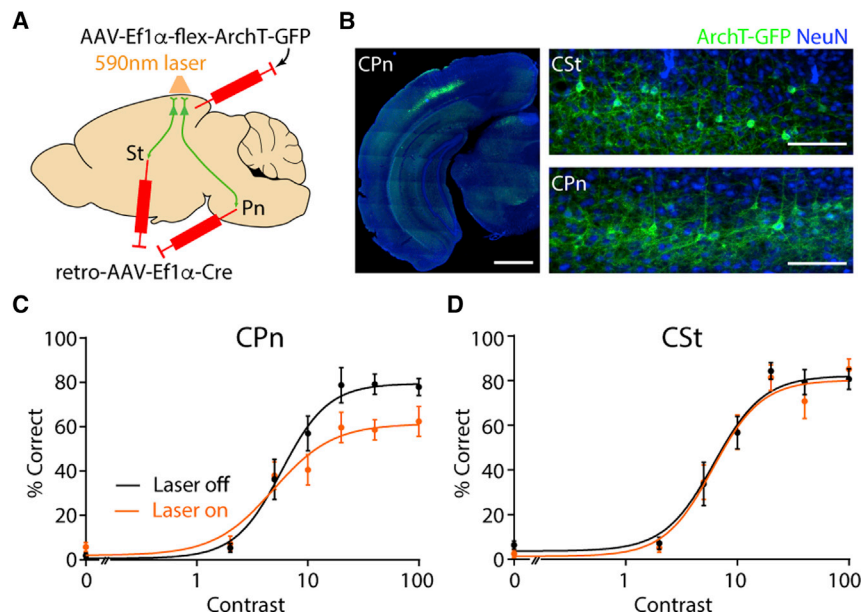 A
AAV-Ef1α-flex-ArchT-GFP
590nm laser
St
Pn
retro-AAV-Ef1α-Cre
B
ArchT-GFP NeuN
CPn
CSt
CPn
C
CPn
% Correct
100
80
60
40
20
0
Laser off
Laser on
0
1
10
100
Contrast
D
CSt
% Correct
100
80
60
40
20
0
0
1
10
100
Contrast